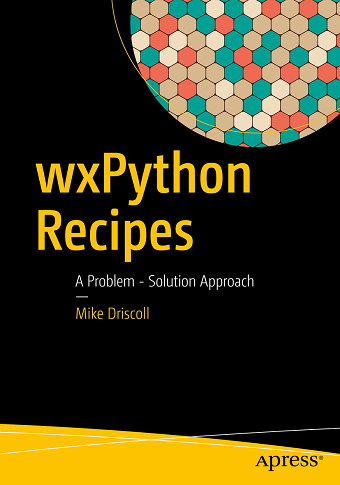 wxPython
Recipes
A Problem - Solution Approach
Mike Driscoll
Apress®